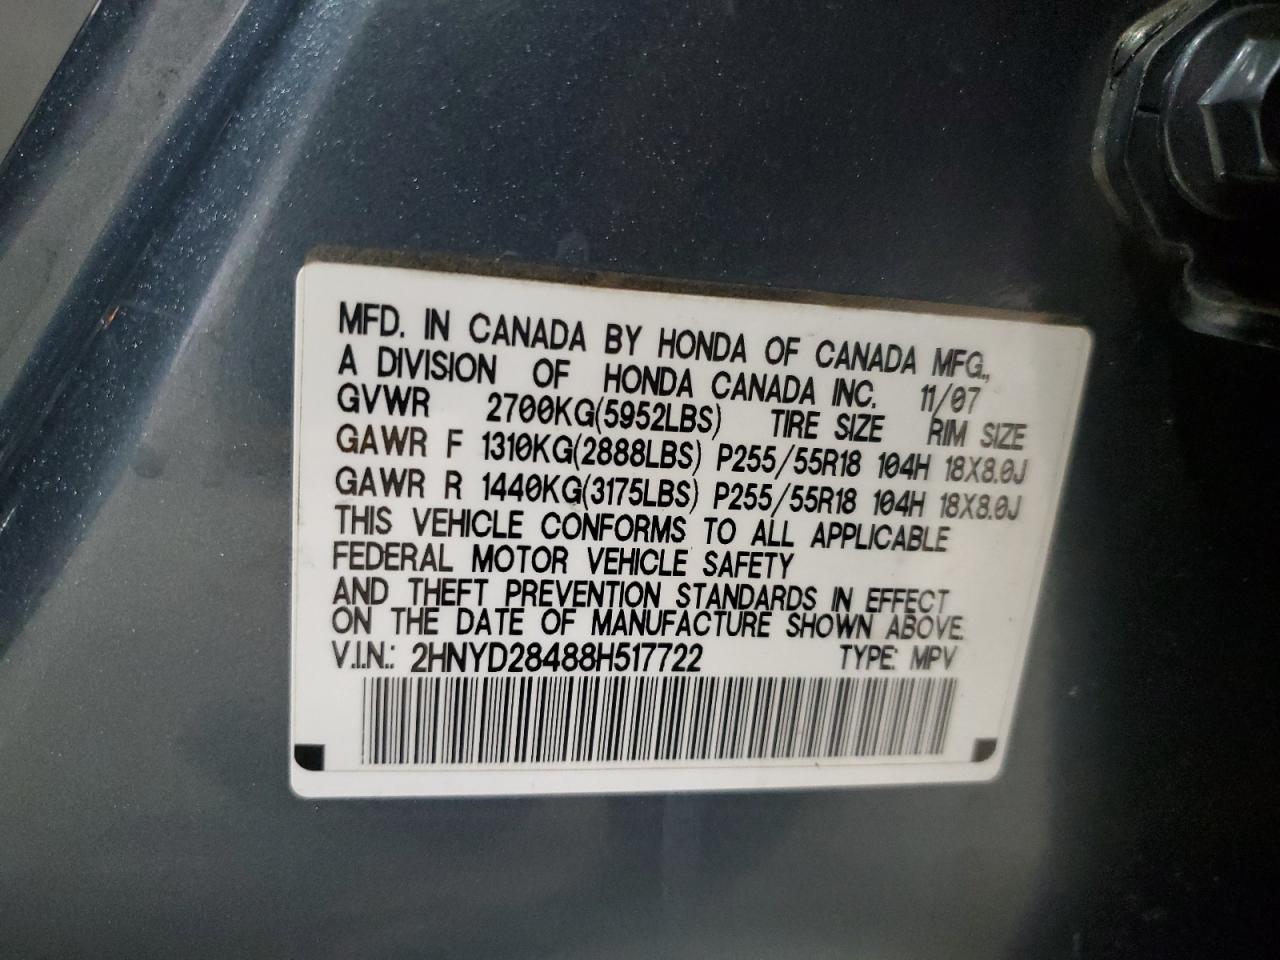 MFD. IN CANADA BY HONDA OF CANADA MFG.,
A DIVISION OF HONDA CANADA INC. 11/07
GVWR 2700KG(5952LBS) TIRE SIZE RIM SIZE
GAWR F 1310KG(2888LBS) P255/55R18 104H 18X8.0J
GAWR R 1440KG(3175LBS) P255/55R18 104H 18X8.0J
THIS VEHICLE CONFORMS TO ALL APPLICABLE
FEDERAL MOTOR VEHICLE SAFETY
AND THEFT PREVENTION STANDARDS IN EFFECT
ON THE DATE OF MANUFACTURE SHOWN ABOVE.
V.I.N.: 2HNYD28488H517722 TYPE: MPV